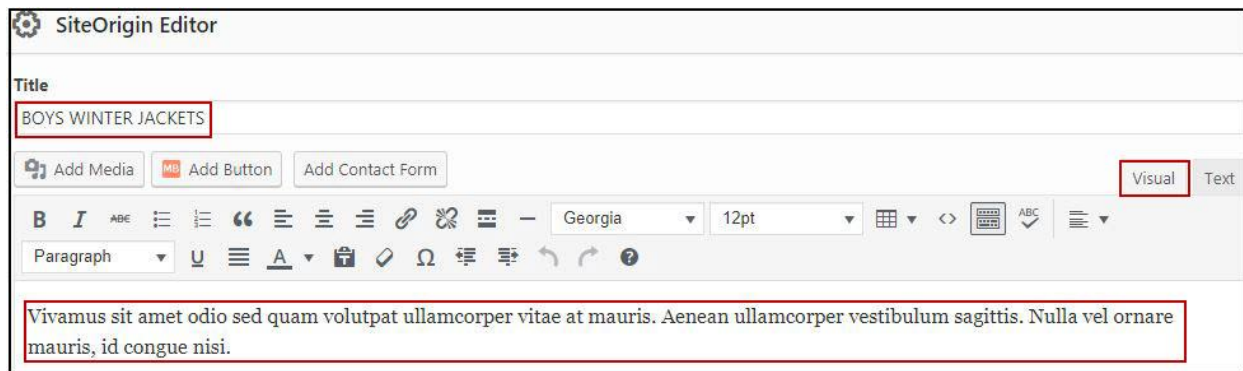 SiteOrigin Editor
Title
BOYS WINTER JACKETS
Add Media MB Add Button Add Contact Form
Visual Text
B I ABE Georgia 12pt ABC
Paragraph U A T Ω ?
Vivamus sit amet odio sed quam volutpat ullamcorper vitae at mauris. Aenean ullamcorper vestibulum sagittis. Nulla vel ornare
mauris, id congue nisi.